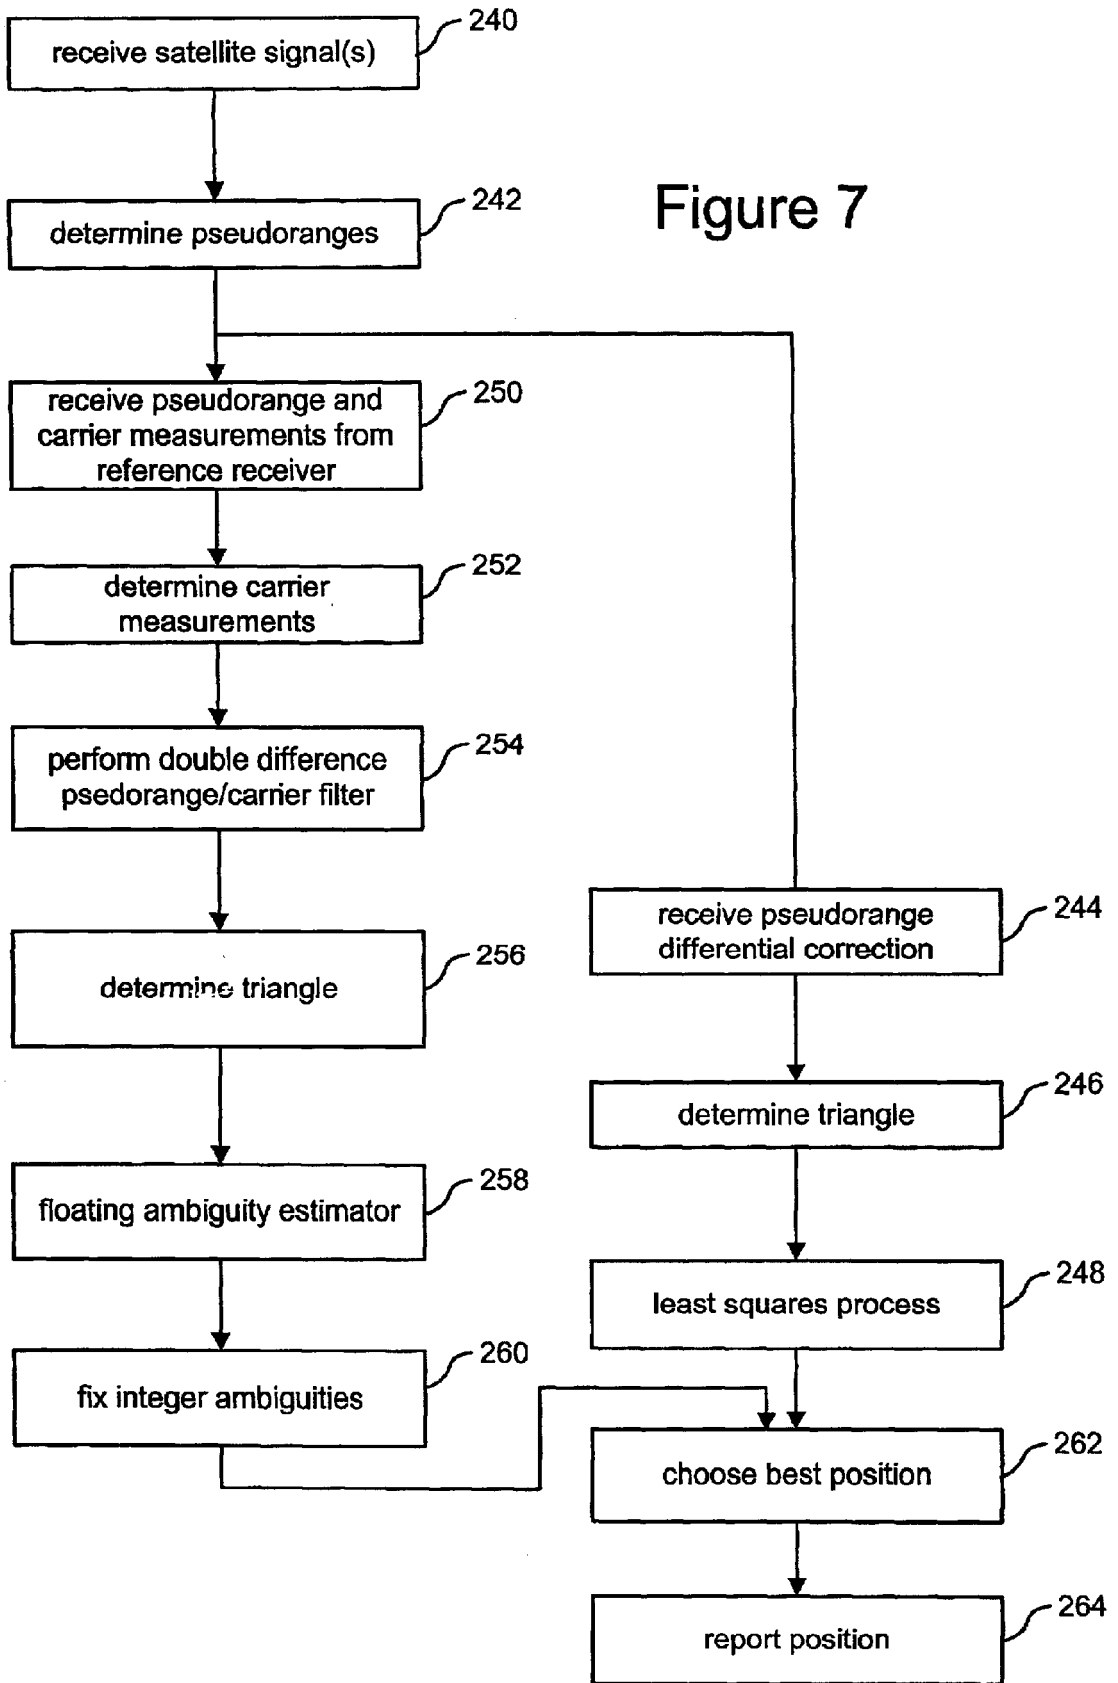 receive satellite signal(s)
240
determine pseudoranges
242
Figure 7
receive pseudorange and
carrier measurements from
reference receiver
250
determine carrier
measurements
252
perform double difference
psedorange/carrier filter
254
determine triangle
256
floating ambiguity estimator
258
fix integer ambiguities
260
receive pseudorange
differential correction
244
determine triangle
246
least squares process
248
choose best position
262
report position
264